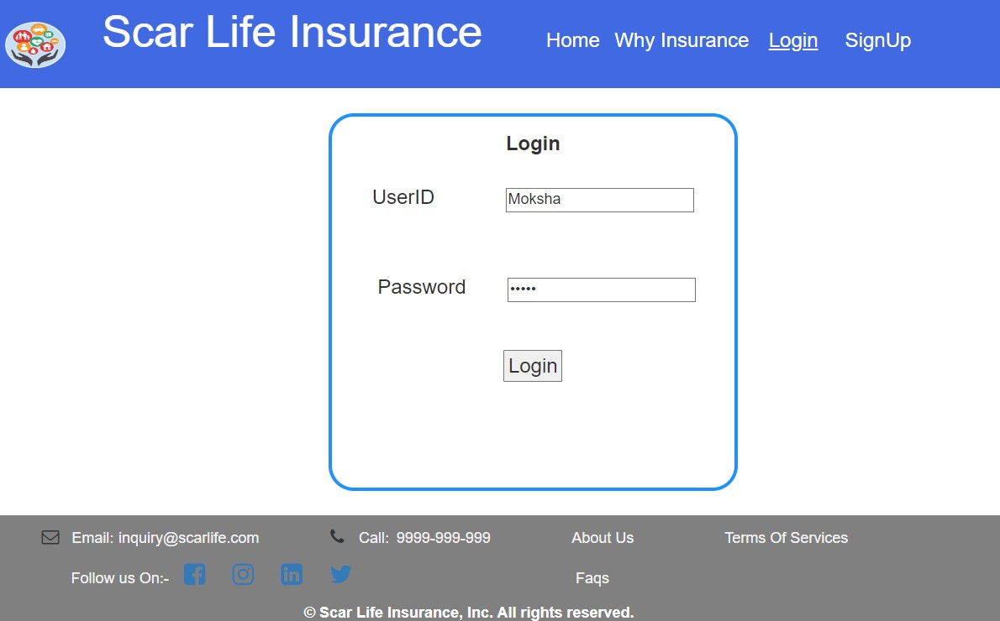 Scar Life Insurance
Home Why Insurance Login SignUp
Login
UserID Moksha
Password •••••
Login
Email: inquiry@scarlife.com Call: 9999-999-999 About Us Terms Of Services
Follow us On:- Faqs
© Scar Life Insurance, Inc. All rights reserved.